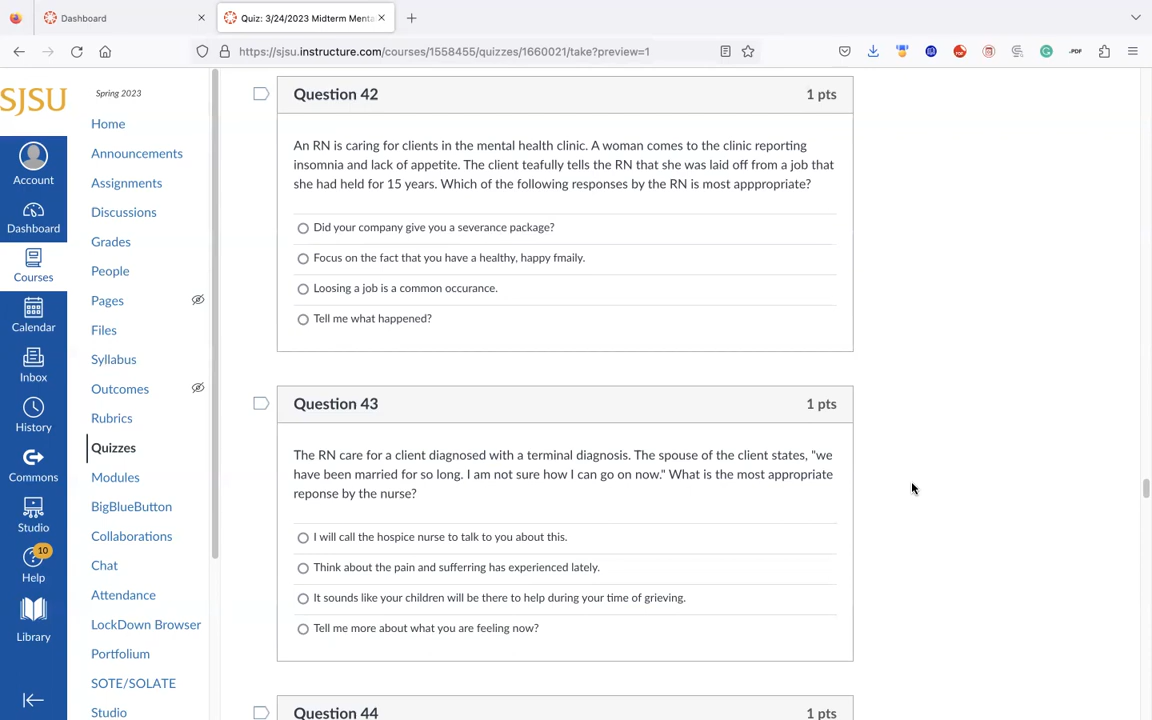 Dashboard
Quiz: 3/24/2023 Midterm Menta
https://sjsu.instructure.com/courses/1558455/quizzes/1660021/take?preview=1
.PDF
SJSU
Account
Dashboard
Courses
Calendar
Inbox
History
Commons
Studio
10
Help
Library
Spring 2023
Home
Announcements
Assignments
Discussions
Grades
People
Pages
Files
Syllabus
Outcomes
Rubrics
Quizzes
Modules
BigBlueButton
Collaborations
Chat
Attendance
LockDown Browser
Portfolium
SOTE/SOLATE
Studio
Question 42 1 pts
An RN is caring for clients in the mental health clinic. A woman comes to the clinic reporting
insomnia and lack of appetite. The client teafully tells the RN that she was laid off from a job that
she had held for 15 years. Which of the following responses by the RN is most apppropriate?
Did your company give you a severance package?
Focus on the fact that you have a healthy, happy fmaily.
Loosing a job is a common occurance.
Tell me what happened?
Question 43 1 pts
The RN care for a client diagnosed with a terminal diagnosis. The spouse of the client states, "we
have been married for so long. I am not sure how I can go on now." What is the most appropriate
reponse by the nurse?
I will call the hospice nurse to talk to you about this.
Think about the pain and sufferring has experienced lately.
It sounds like your children will be there to help during your time of grieving.
Tell me more about what you are feeling now?
Question 44 1 pts